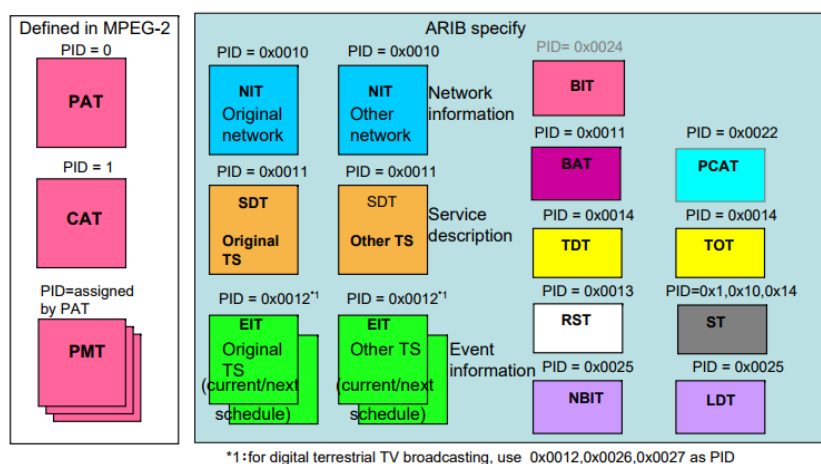 Defined in MPEG-2
PID = 0
PAT
PID = 1
CAT
PID=assigned
by PAT
PMT
ARIB specify
PID = 0x0010
NIT
Original
network
PID = 0x0010
NIT
Other
network
Network
information
PID = 0x0011
SDT
Original
TS
PID = 0x0011
SDT
Other TS
Service
description
PID = 0x0012*1
EIT
Original
TS
(current/next
schedule)
PID = 0x0012*1
EIT
Other TS
(current/next
schedule)
Event
information
PID= 0x0024
BIT
PID = 0x0011
BAT
PID = 0x0022
PCAT
PID = 0x0014
TDT
PID = 0x0014
TOT
PID = 0x0013
RST
PID=0x1,0x10,0x14
ST
PID = 0x0025
NBIT
PID = 0x0025
LDT
*1:for digital terrestrial TV broadcasting, use 0x0012,0x0026,0x0027 as PID